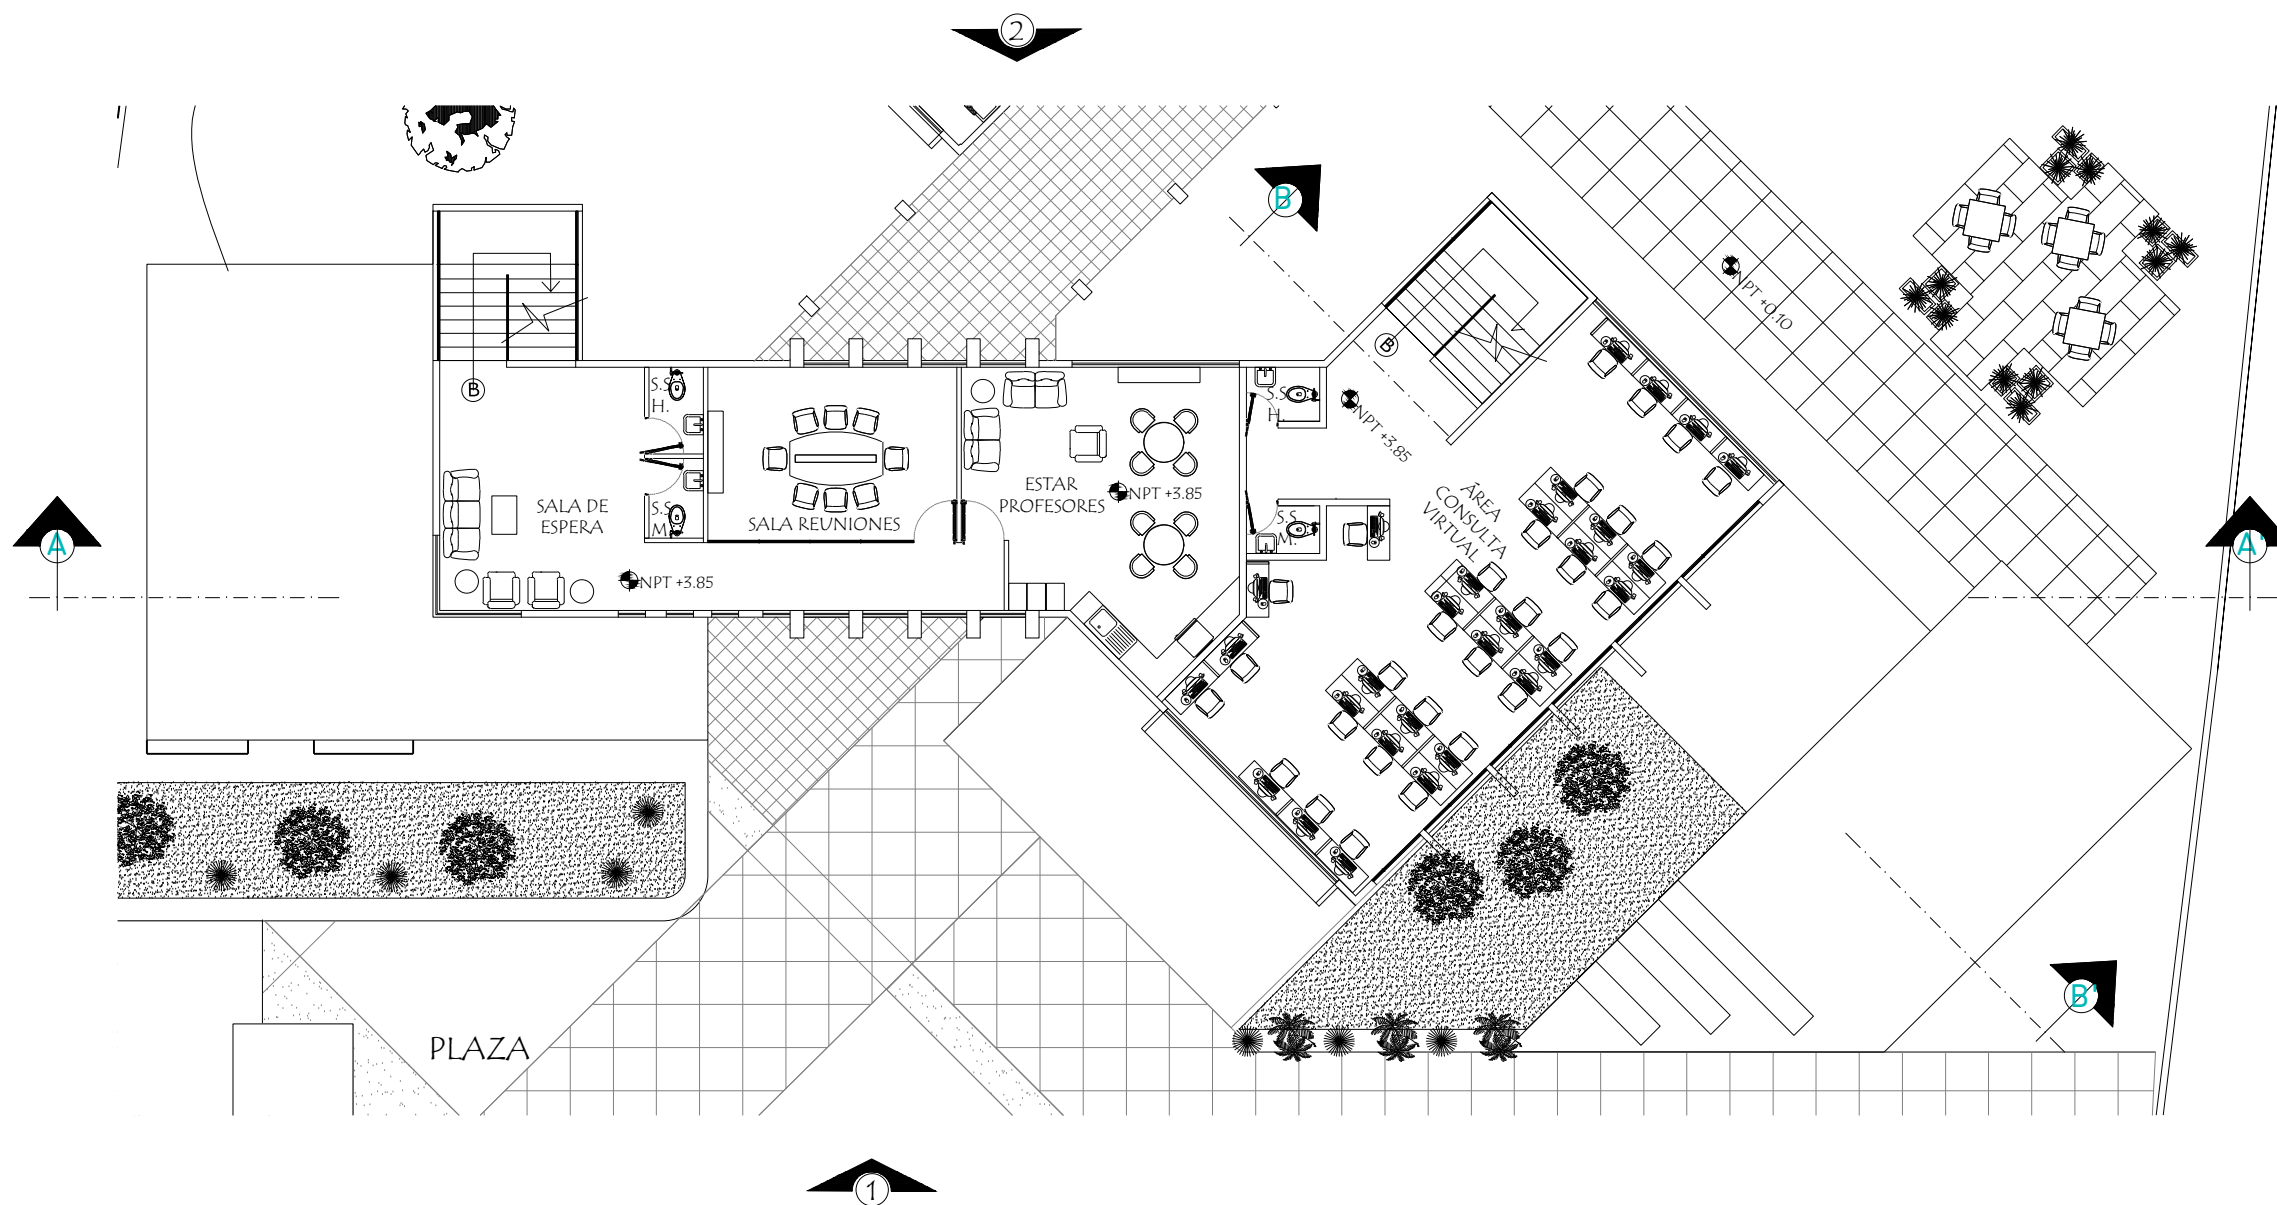 2
B
NPT +0.10
B
B
S.S
H.
S.S
H.
NPT +3.85
ESTAR
PROFESORES
NPT +3.85
SALA DE
ESPERA
SALA REUNIONES
S.S
M.
S.S
M.
ÁREA
CONSULTA
VIRTUAL
A
A'
NPT +3.85
B'
PLAZA
1